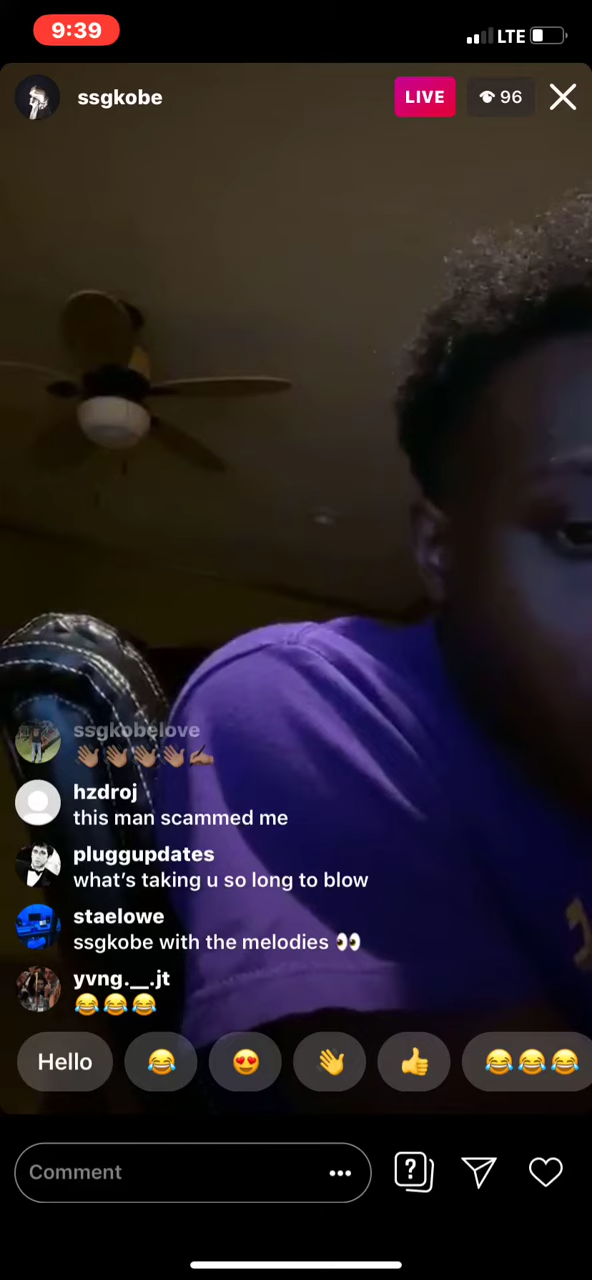 9:39
LTE
ssgkobe
LIVE
96
ssgkobelove
👋🏽👋🏽👋🏽👋🏽✍🏽
hzdroj
this man scammed me
pluggupdates
what’s taking u so long to blow
staelowe
ssgkobe with the melodies 👀
yvng.__.jt
😂😂😂
Hello 😂 😍 👋 👍 😂😂😂
Comment
?